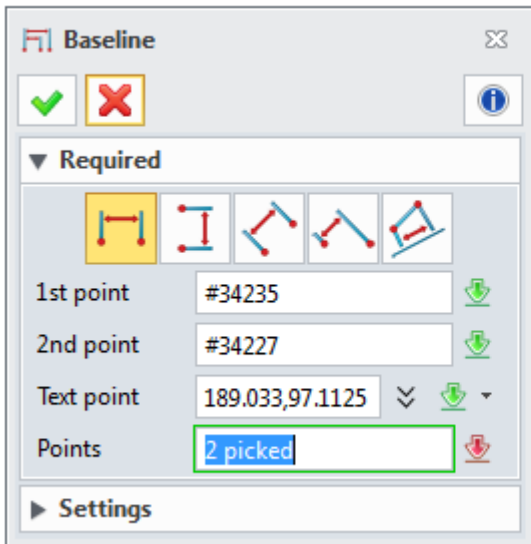 Baseline
Required
1st point #34235
2nd point #34227
Text point 189.033,97.1125
Points 2 picked
Settings